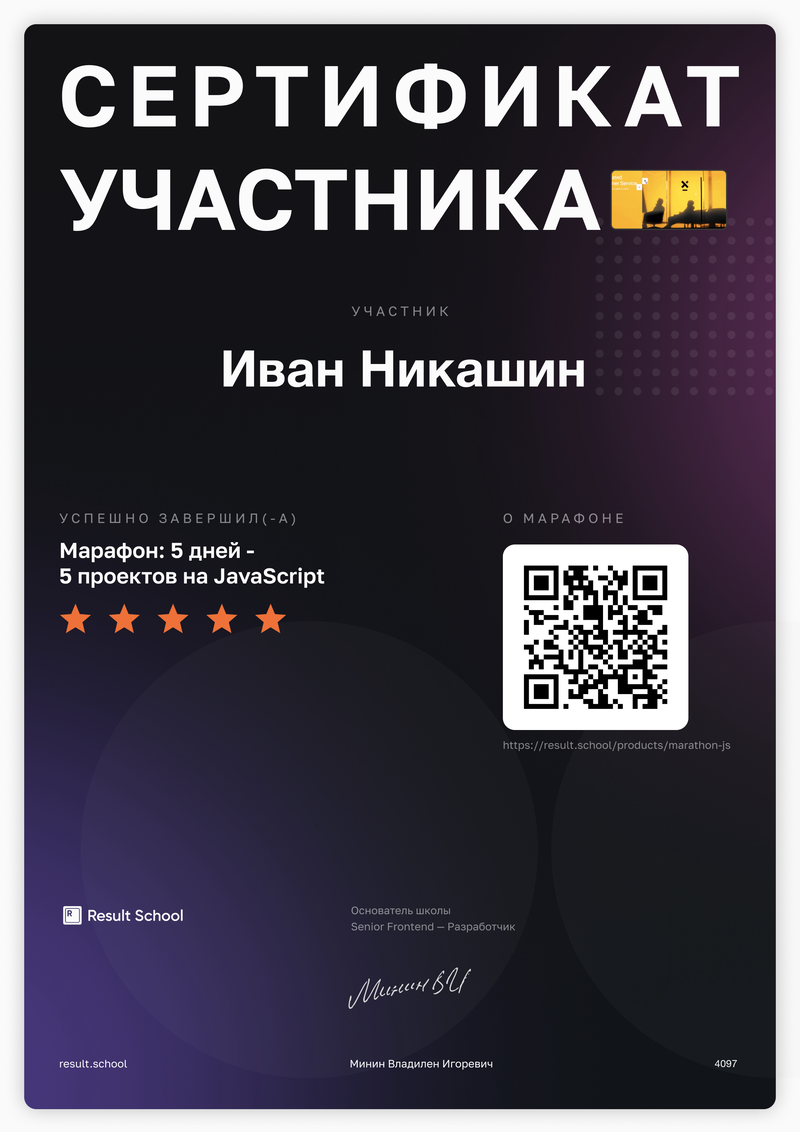 СЕРТИФИКАТ
УЧАСТНИКА
УЧАСТНИК
Иван Никашин
УСПЕШНО ЗАВЕРШИЛ(-А)
Марафон: 5 дней -
5 проектов на JavaScript
О МАРАФОНЕ
https://result.school/products/marathon-js
R Result School
Основатель школы
Senior Frontend — Разработчик
Минин В И
result.school
Минин Владилен Игоревич
4097